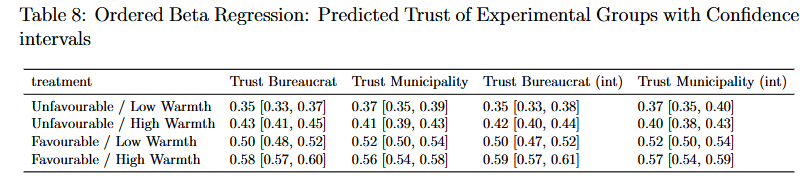 Table 8: Ordered Beta Regression: Predicted Trust of Experimental Groups with Confidence
intervals
treatment Trust Bureaucrat Trust Municipality Trust Bureaucrat (int) Trust Municipality (int)
Unfavourable / Low Warmth 0.35 [0.33, 0.37] 0.37 [0.35, 0.39] 0.35 [0.33, 0.38] 0.37 [0.35, 0.40]
Unfavourable / High Warmth 0.43 [0.41, 0.45] 0.41 [0.39, 0.43] 0.42 [0.40, 0.44] 0.40 [0.38, 0.43]
Favourable / Low Warmth 0.50 [0.48, 0.52] 0.52 [0.50, 0.54] 0.50 [0.47, 0.52] 0.52 [0.50, 0.54]
Favourable / High Warmth 0.58 [0.57, 0.60] 0.56 [0.54, 0.58] 0.59 [0.57, 0.61] 0.57 [0.54, 0.59]